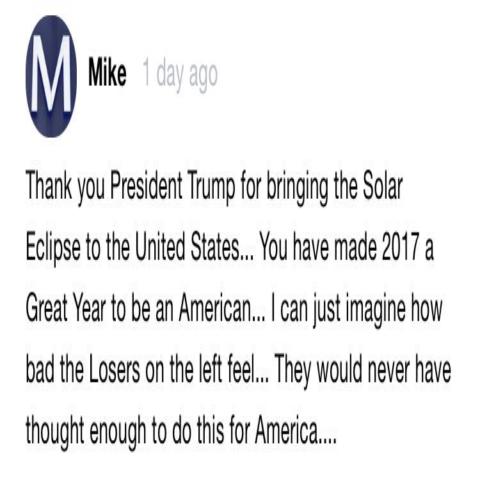 M
Mike 1 day ago
Thank you President Trump for bringing the Solar
Eclipse to the United States... You have made 2017 a
Great Year to be an American... I can just imagine how
bad the Losers on the left feel... They would never have
thought enough to do this for America....